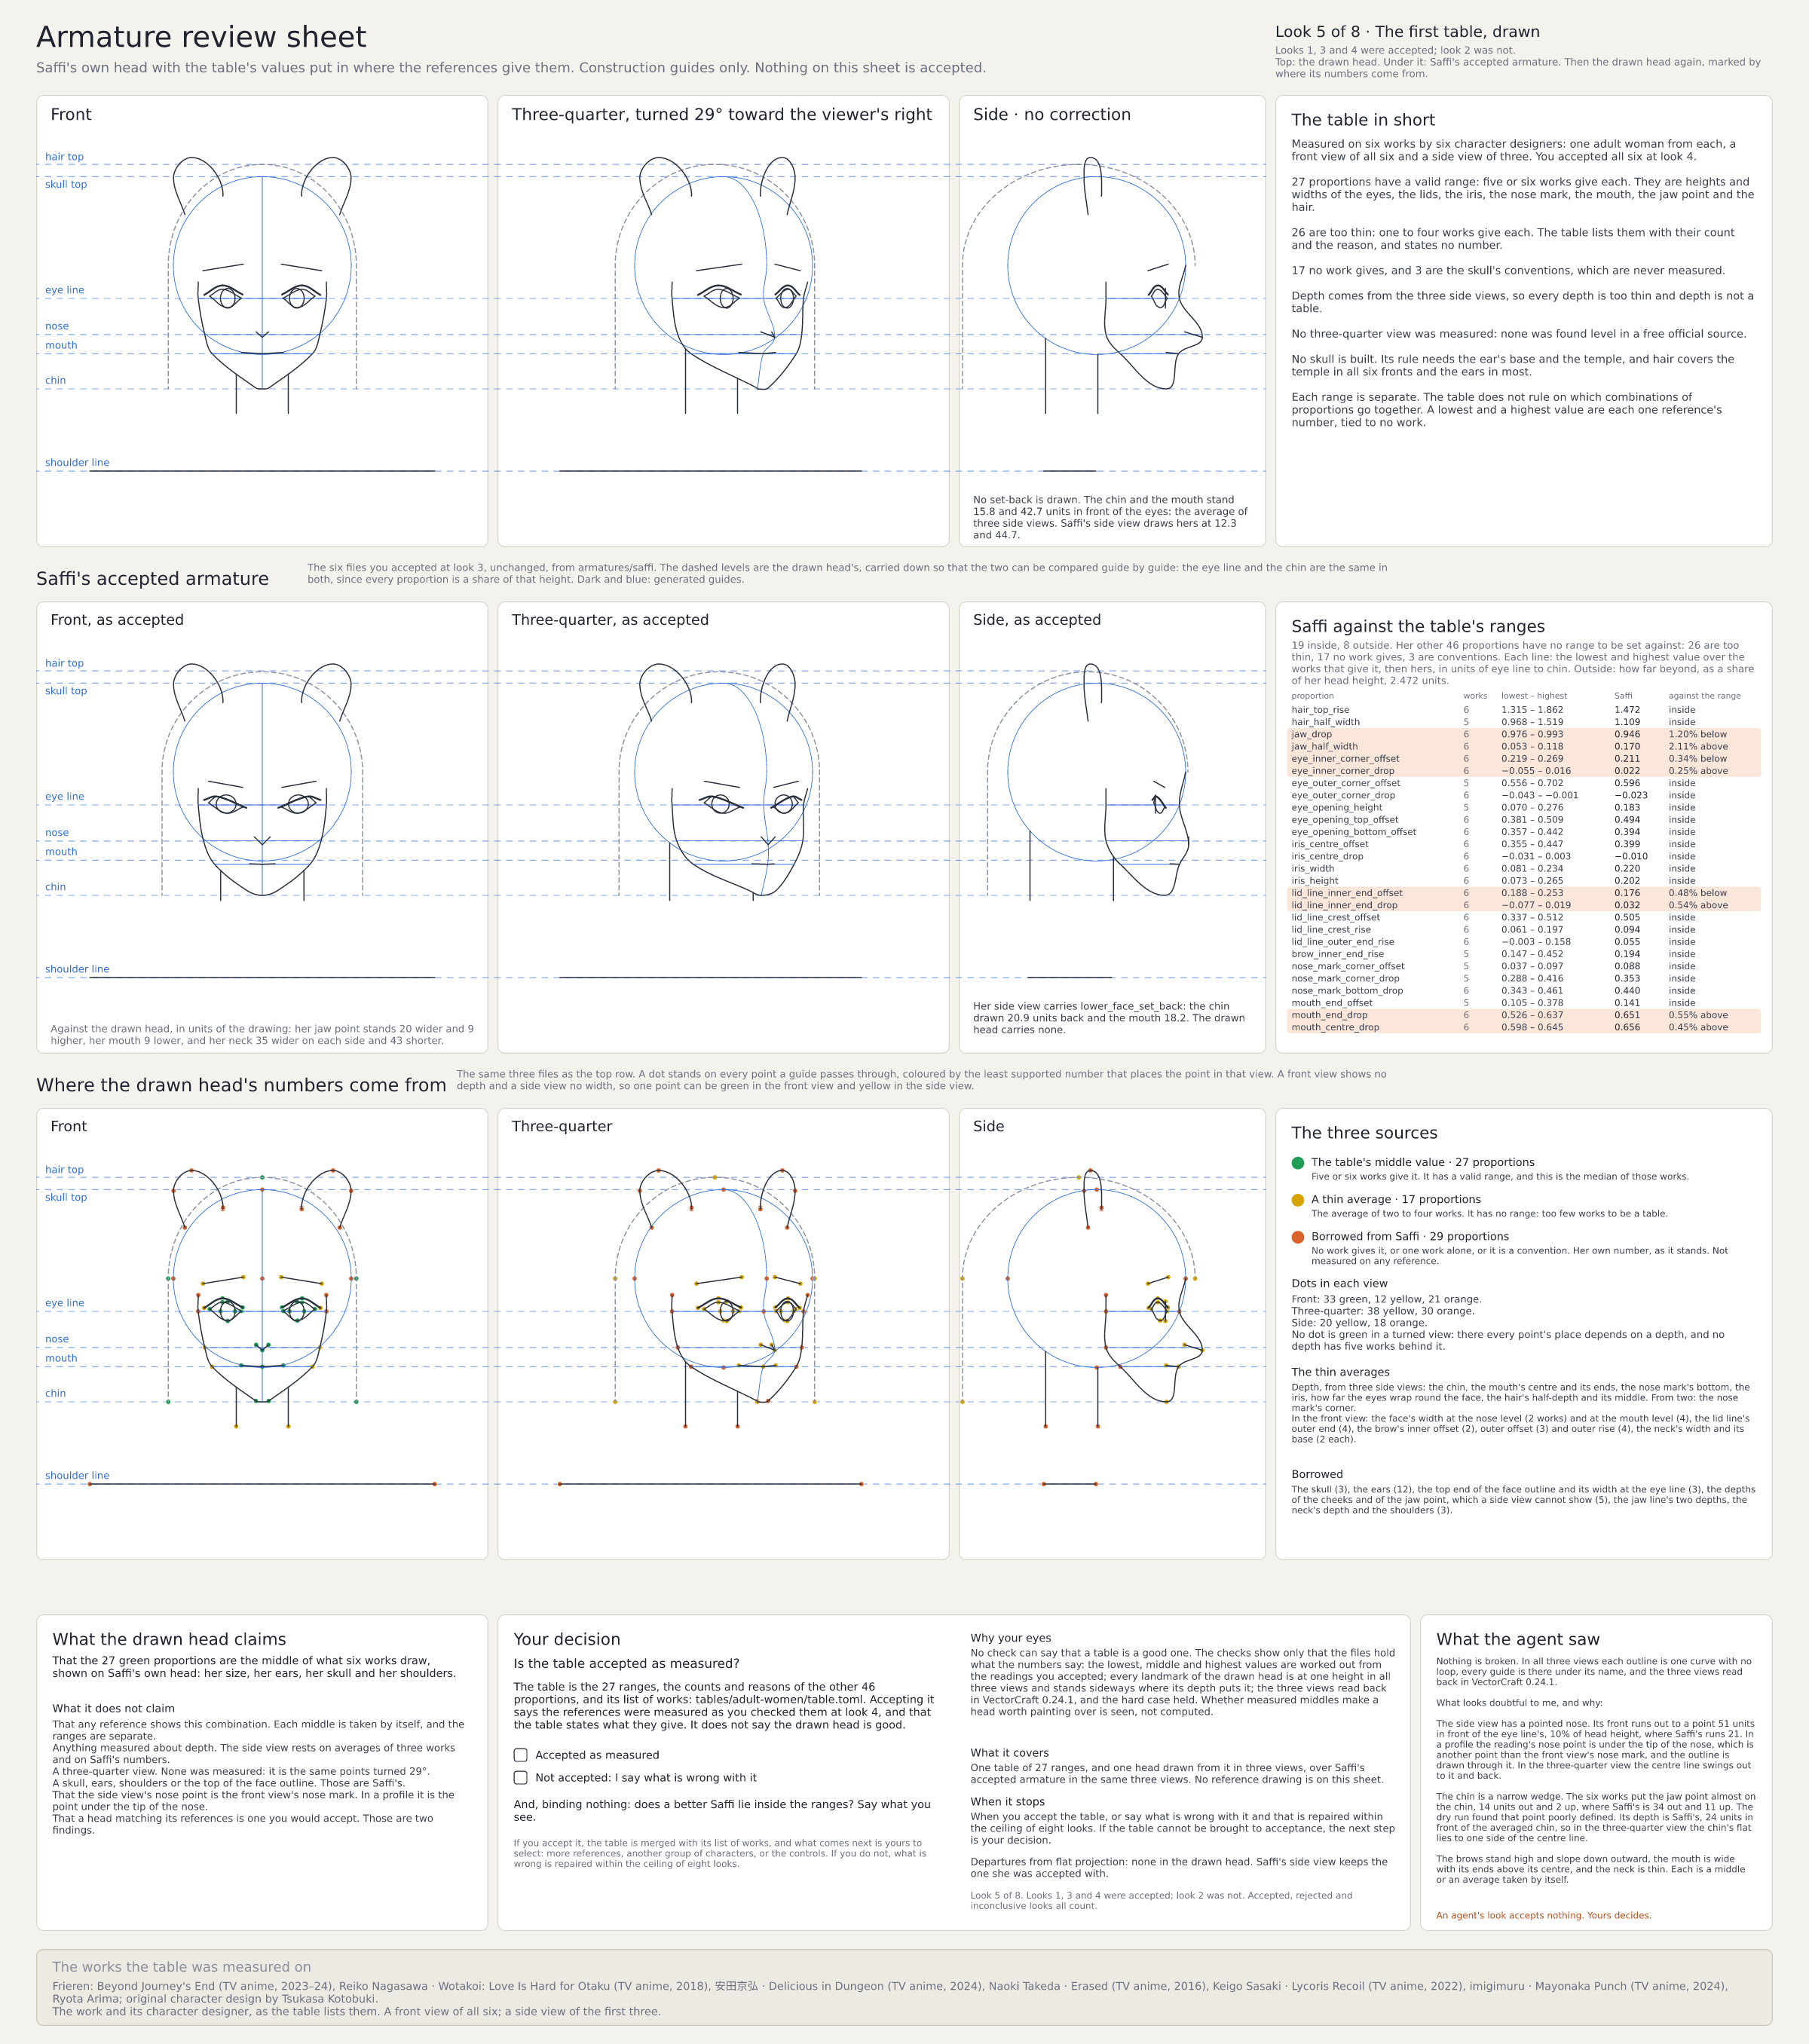 Armature review sheet
Saffi's own head with the table's values put in where the references give them. Construction guides only. Nothing on this sheet is accepted.
Look 5 of 8 · The first table, drawn
Looks 1, 3 and 4 were accepted; look 2 was not.
Top: the drawn head. Under it: Saffi's accepted armature. Then the drawn head again, marked by
where its numbers come from.
Front
hair top
skull top
eye line
nose
mouth
chin
shoulder line
Three-quarter, turned 29° toward the viewer's right
Side · no correction
No set-back is drawn. The chin and the mouth stand
15.8 and 42.7 units in front of the eyes: the average of
three side views. Saffi's side view draws hers at 12.3
and 44.7.
The table in short
Measured on six works by six character designers: one adult woman from each, a
front view of all six and a side view of three. You accepted all six at look 4.
27 proportions have a valid range: five or six works give each. They are heights and
widths of the eyes, the lids, the iris, the nose mark, the mouth, the jaw point and the
hair.
26 are too thin: one to four works give each. The table lists them with their count
and the reason, and states no number.
17 no work gives, and 3 are the skull's conventions, which are never measured.
Depth comes from the three side views, so every depth is too thin and depth is not a
table.
No three-quarter view was measured: none was found level in a free official source.
No skull is built. Its rule needs the ear's base and the temple, and hair covers the
temple in all six fronts and the ears in most.
Each range is separate. The table does not rule on which combinations of
proportions go together. A lowest and a highest value are each one reference's
number, tied to no work.
Saffi's accepted armature
The six files you accepted at look 3, unchanged, from armatures/saffi. The dashed levels are the drawn head's, carried down so that the two can be compared guide by guide: the eye line and the chin are the same in
both, since every proportion is a share of that height. Dark and blue: generated guides.
Front, as accepted
hair top
skull top
eye line
nose
mouth
chin
shoulder line
Against the drawn head, in units of the drawing: her jaw point stands 20 wider and 9
higher, her mouth 9 lower, and her neck 35 wider on each side and 43 shorter.
Three-quarter, as accepted
Side, as accepted
Her side view carries lower_face_set_back: the chin
drawn 20.9 units back and the mouth 18.2. The drawn
head carries none.
Saffi against the table's ranges
19 inside, 8 outside. Her other 46 proportions have no range to be set against: 26 are too
thin, 17 no work gives, 3 are conventions. Each line: the lowest and highest value over the
works that give it, then hers, in units of eye line to chin. Outside: how far beyond, as a share
of her head height, 2.472 units.
proportion works lowest – highest Saffi against the range
hair_top_rise 6 1.315 – 1.862 1.472 inside
hair_half_width 5 0.968 – 1.519 1.109 inside
jaw_drop 6 0.976 – 0.993 0.946 1.20% below
jaw_half_width 6 0.053 – 0.118 0.170 2.11% above
eye_inner_corner_offset 6 0.219 – 0.269 0.211 0.34% below
eye_inner_corner_drop 6 −0.055 – 0.016 0.022 0.25% above
eye_outer_corner_offset 5 0.556 – 0.702 0.596 inside
eye_outer_corner_drop 6 −0.043 – −0.001 −0.023 inside
eye_opening_height 5 0.070 – 0.276 0.183 inside
eye_opening_top_offset 6 0.381 – 0.509 0.494 inside
eye_opening_bottom_offset 6 0.357 – 0.442 0.394 inside
iris_centre_offset 6 0.355 – 0.447 0.399 inside
iris_centre_drop 6 −0.031 – 0.003 −0.010 inside
iris_width 6 0.081 – 0.234 0.220 inside
iris_height 6 0.073 – 0.265 0.202 inside
lid_line_inner_end_offset 6 0.188 – 0.253 0.176 0.48% below
lid_line_inner_end_drop 6 −0.077 – 0.019 0.032 0.54% above
lid_line_crest_offset 6 0.337 – 0.512 0.505 inside
lid_line_crest_rise 6 0.061 – 0.197 0.094 inside
lid_line_outer_end_rise 6 −0.003 – 0.158 0.055 inside
brow_inner_end_rise 5 0.147 – 0.452 0.194 inside
nose_mark_corner_offset 5 0.037 – 0.097 0.088 inside
nose_mark_corner_drop 5 0.288 – 0.416 0.353 inside
nose_mark_bottom_drop 6 0.343 – 0.461 0.440 inside
mouth_end_offset 5 0.105 – 0.378 0.141 inside
mouth_end_drop 6 0.526 – 0.637 0.651 0.55% above
mouth_centre_drop 6 0.598 – 0.645 0.656 0.45% above
Where the drawn head's numbers come from
The same three files as the top row. A dot stands on every point a guide passes through, coloured by the least supported number that places the point in that view. A front view shows no
depth and a side view no width, so one point can be green in the front view and yellow in the side view.
Front
hair top
skull top
eye line
nose
mouth
chin
shoulder line
Three-quarter
Side
The three sources
The table's middle value · 27 proportions
Five or six works give it. It has a valid range, and this is the median of those works.
A thin average · 17 proportions
The average of two to four works. It has no range: too few works to be a table.
Borrowed from Saffi · 29 proportions
No work gives it, or one work alone, or it is a convention. Her own number, as it stands. Not
measured on any reference.
Dots in each view
Front: 33 green, 12 yellow, 21 orange.
Three-quarter: 38 yellow, 30 orange.
Side: 20 yellow, 18 orange.
No dot is green in a turned view: there every point's place depends on a depth, and no
depth has five works behind it.
The thin averages
Depth, from three side views: the chin, the mouth's centre and its ends, the nose mark's bottom, the
iris, how far the eyes wrap round the face, the hair's half-depth and its middle. From two: the nose
mark's corner.
In the front view: the face's width at the nose level (2 works) and at the mouth level (4), the lid line's
outer end (4), the brow's inner offset (2), outer offset (3) and outer rise (4), the neck's width and its
base (2 each).
Borrowed
The skull (3), the ears (12), the top end of the face outline and its width at the eye line (3), the depths
of the cheeks and of the jaw point, which a side view cannot show (5), the jaw line's two depths, the
neck's depth and the shoulders (3).
What the drawn head claims
That the 27 green proportions are the middle of what six works draw,
shown on Saffi's own head: her size, her ears, her skull and her shoulders.
What it does not claim
That any reference shows this combination. Each middle is taken by itself, and the
ranges are separate.
Anything measured about depth. The side view rests on averages of three works
and on Saffi's numbers.
A three-quarter view. None was measured: it is the same points turned 29°.
A skull, ears, shoulders or the top of the face outline. Those are Saffi's.
That the side view's nose point is the front view's nose mark. In a profile it is the
point under the tip of the nose.
That a head matching its references is one you would accept. Those are two
findings.
Your decision
Is the table accepted as measured?
The table is the 27 ranges, the counts and reasons of the other 46
proportions, and its list of works: tables/adult-women/table.toml. Accepting it
says the references were measured as you checked them at look 4, and that
the table states what they give. It does not say the drawn head is good.
Accepted as measured
Not accepted: I say what is wrong with it
And, binding nothing: does a better Saffi lie inside the ranges? Say what you
see.
If you accept it, the table is merged with its list of works, and what comes next is yours to
select: more references, another group of characters, or the controls. If you do not, what is
wrong is repaired within the ceiling of eight looks.
Why your eyes
No check can say that a table is a good one. The checks show only that the files hold
what the numbers say: the lowest, middle and highest values are worked out from
the readings you accepted; every landmark of the drawn head is at one height in all
three views and stands sideways where its depth puts it; the three views read back
in VectorCraft 0.24.1, and the hard case held. Whether measured middles make a
head worth painting over is seen, not computed.
What it covers
One table of 27 ranges, and one head drawn from it in three views, over Saffi's
accepted armature in the same three views. No reference drawing is on this sheet.
When it stops
When you accept the table, or say what is wrong with it and that is repaired within
the ceiling of eight looks. If the table cannot be brought to acceptance, the next step
is your decision.
Departures from flat projection: none in the drawn head. Saffi's side view keeps the
one she was accepted with.
Look 5 of 8. Looks 1, 3 and 4 were accepted; look 2 was not. Accepted, rejected and
inconclusive looks all count.
What the agent saw
Nothing is broken. In all three views each outline is one curve with no
loop, every guide is there under its name, and the three views read
back in VectorCraft 0.24.1.
What looks doubtful to me, and why:
The side view has a pointed nose. Its front runs out to a point 51 units
in front of the eye line's, 10% of head height, where Saffi's runs 21. In
a profile the reading's nose point is under the tip of the nose, which is
another point than the front view's nose mark, and the outline is
drawn through it. In the three-quarter view the centre line swings out
to it and back.
The chin is a narrow wedge. The six works put the jaw point almost on
the chin, 14 units out and 2 up, where Saffi's is 34 out and 11 up. The
dry run found that point poorly defined. Its depth is Saffi's, 24 units in
front of the averaged chin, so in the three-quarter view the chin's flat
lies to one side of the centre line.
The brows stand high and slope down outward, the mouth is wide
with its ends above its centre, and the neck is thin. Each is a middle
or an average taken by itself.
An agent's look accepts nothing. Yours decides.
The works the table was measured on
Frieren: Beyond Journey's End (TV anime, 2023–24), Reiko Nagasawa · Wotakoi: Love Is Hard for Otaku (TV anime, 2018), 安田京弘 · Delicious in Dungeon (TV anime, 2024), Naoki Takeda · Erased (TV anime, 2016), Keigo Sasaki · Lycoris Recoil (TV anime, 2022), imigimuru · Mayonaka Punch (TV anime, 2024),
Ryota Arima; original character design by Tsukasa Kotobuki.
The work and its character designer, as the table lists them. A front view of all six; a side view of the first three.